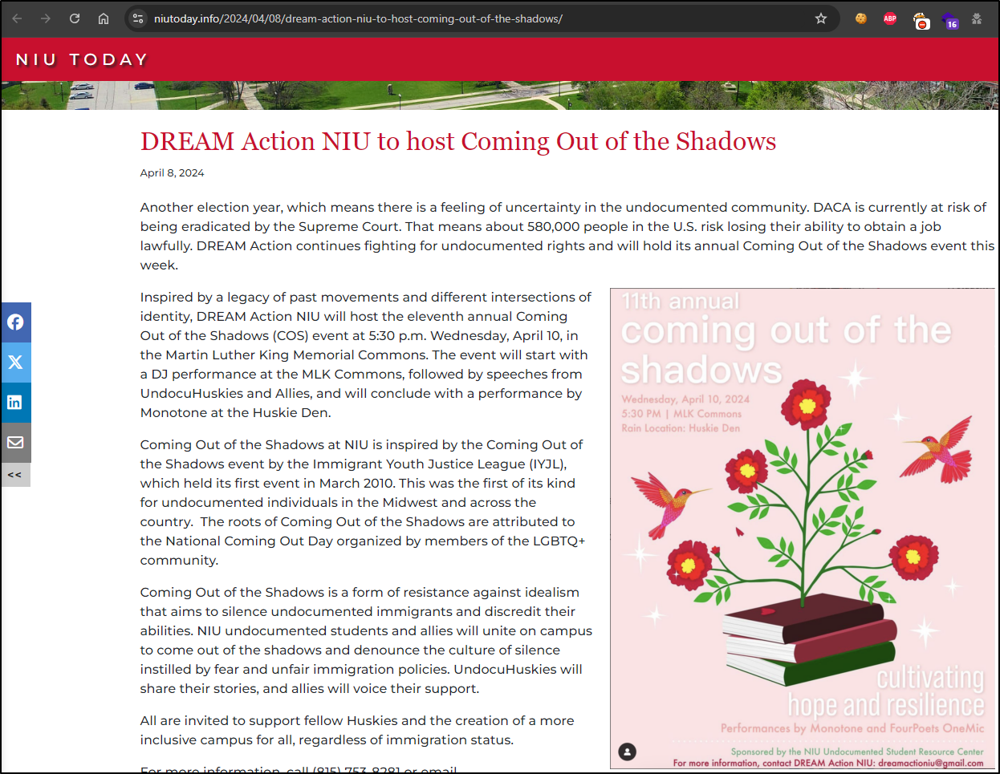 niutoday.info/2024/04/08/dream-action-niu-to-host-coming-out-of-the-shadows/
ABP
16
NIU TODAY
DREAM Action NIU to host Coming Out of the Shadows
April 8, 2024
Another election year, which means there is a feeling of uncertainty in the undocumented community. DACA is currently at risk of
being eradicated by the Supreme Court. That means about 580,000 people in the U.S. risk losing their ability to obtain a job
lawfully. DREAM Action continues fighting for undocumented rights and will hold its annual Coming Out of the Shadows event this
week.
Inspired by a legacy of past movements and different intersections of
identity, DREAM Action NIU will host the eleventh annual Coming
Out of the Shadows (COS) event at 5:30 p.m. Wednesday, April 10, in
the Martin Luther King Memorial Commons. The event will start with
a DJ performance at the MLK Commons, followed by speeches from
UndocuHuskies and Allies, and will conclude with a performance by
Monotone at the Huskie Den.
Coming Out of the Shadows at NIU is inspired by the Coming Out of
the Shadows event by the Immigrant Youth Justice League (IYJL),
which held its first event in March 2010. This was the first of its kind
for undocumented individuals in the Midwest and across the
country.  The roots of Coming Out of the Shadows are attributed to
the National Coming Out Day organized by members of the LGBTQ+
community.
Coming Out of the Shadows is a form of resistance against idealism
that aims to silence undocumented immigrants and discredit their
abilities. NIU undocumented students and allies will unite on campus
to come out of the shadows and denounce the culture of silence
instilled by fear and unfair immigration policies. UndocuHuskies will
share their stories, and allies will voice their support.
All are invited to support fellow Huskies and the creation of a more
inclusive campus for all, regardless of immigration status.
For more information, call (815) 753-8281 or email
<<
11th annual
coming out of the
shadows
Wednesday, April 10, 2024
5:30 PM | MLK Commons
Rain Location: Huskie Den
cultivating
hope and resilience
Performances by Monotone and FourPoets OneMic
Sponsored by the NIU Undocumented Student Resource Center
For more information, contact DREAM Action NIU: dreamactionniu@gmail.com